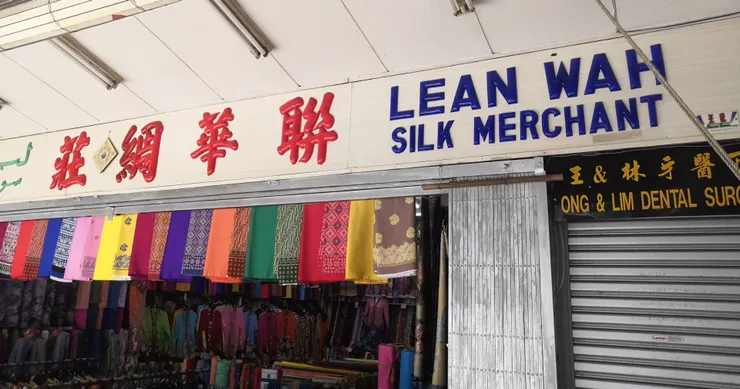 聯華綢莊
LEAN WAH
SILK MERCHANT
王 & 林牙醫
ONG & LIM DENTAL SURG